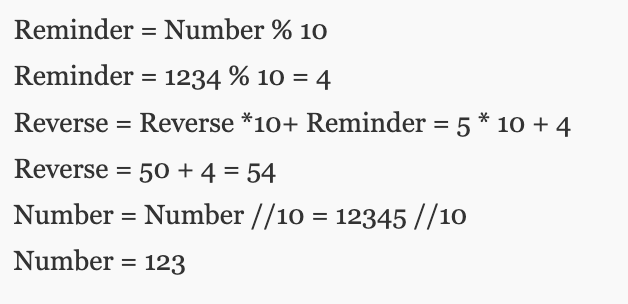 Reminder = Number % 10
Reminder = 1234 % 10 = 4
Reverse = Reverse *10+ Reminder = 5 * 10 + 4
Reverse = 50 + 4 = 54
Number = Number //10 = 12345 //10
Number = 123